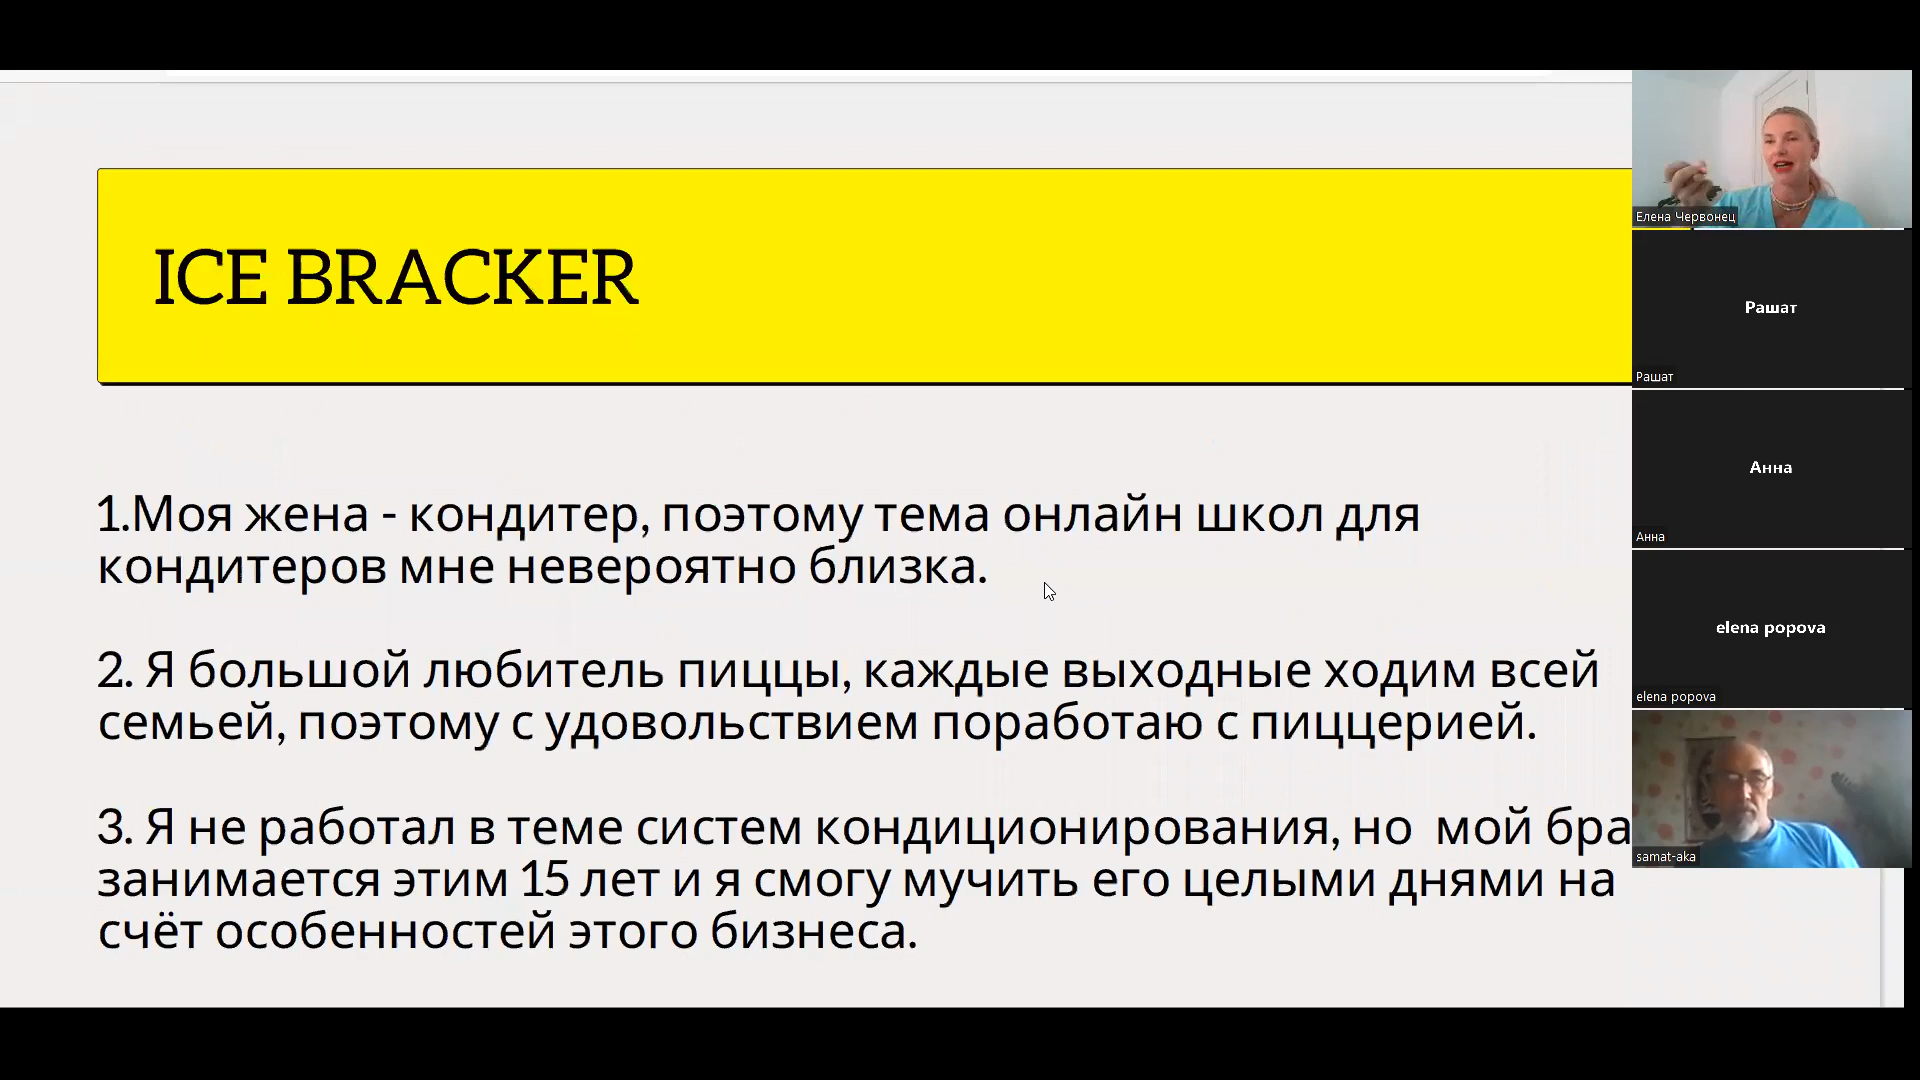 ICE BRACKER
1.Моя жена - кондитер, поэтому тема онлайн школ для
кондитеров мне невероятно близка.
2. Я большой любитель пиццы, каждые выходные ходим всей
семьей, поэтому с удовольствием поработаю с пиццерией.
3. Я не работал в теме систем кондиционирования, но мой бра
занимается этим 15 лет и я смогу мучить его целыми днями на
счёт особенностей этого бизнеса.
Елена Червонец
Рашат
Рашат
Анна
Анна
elena popova
elena popova
samat-aka